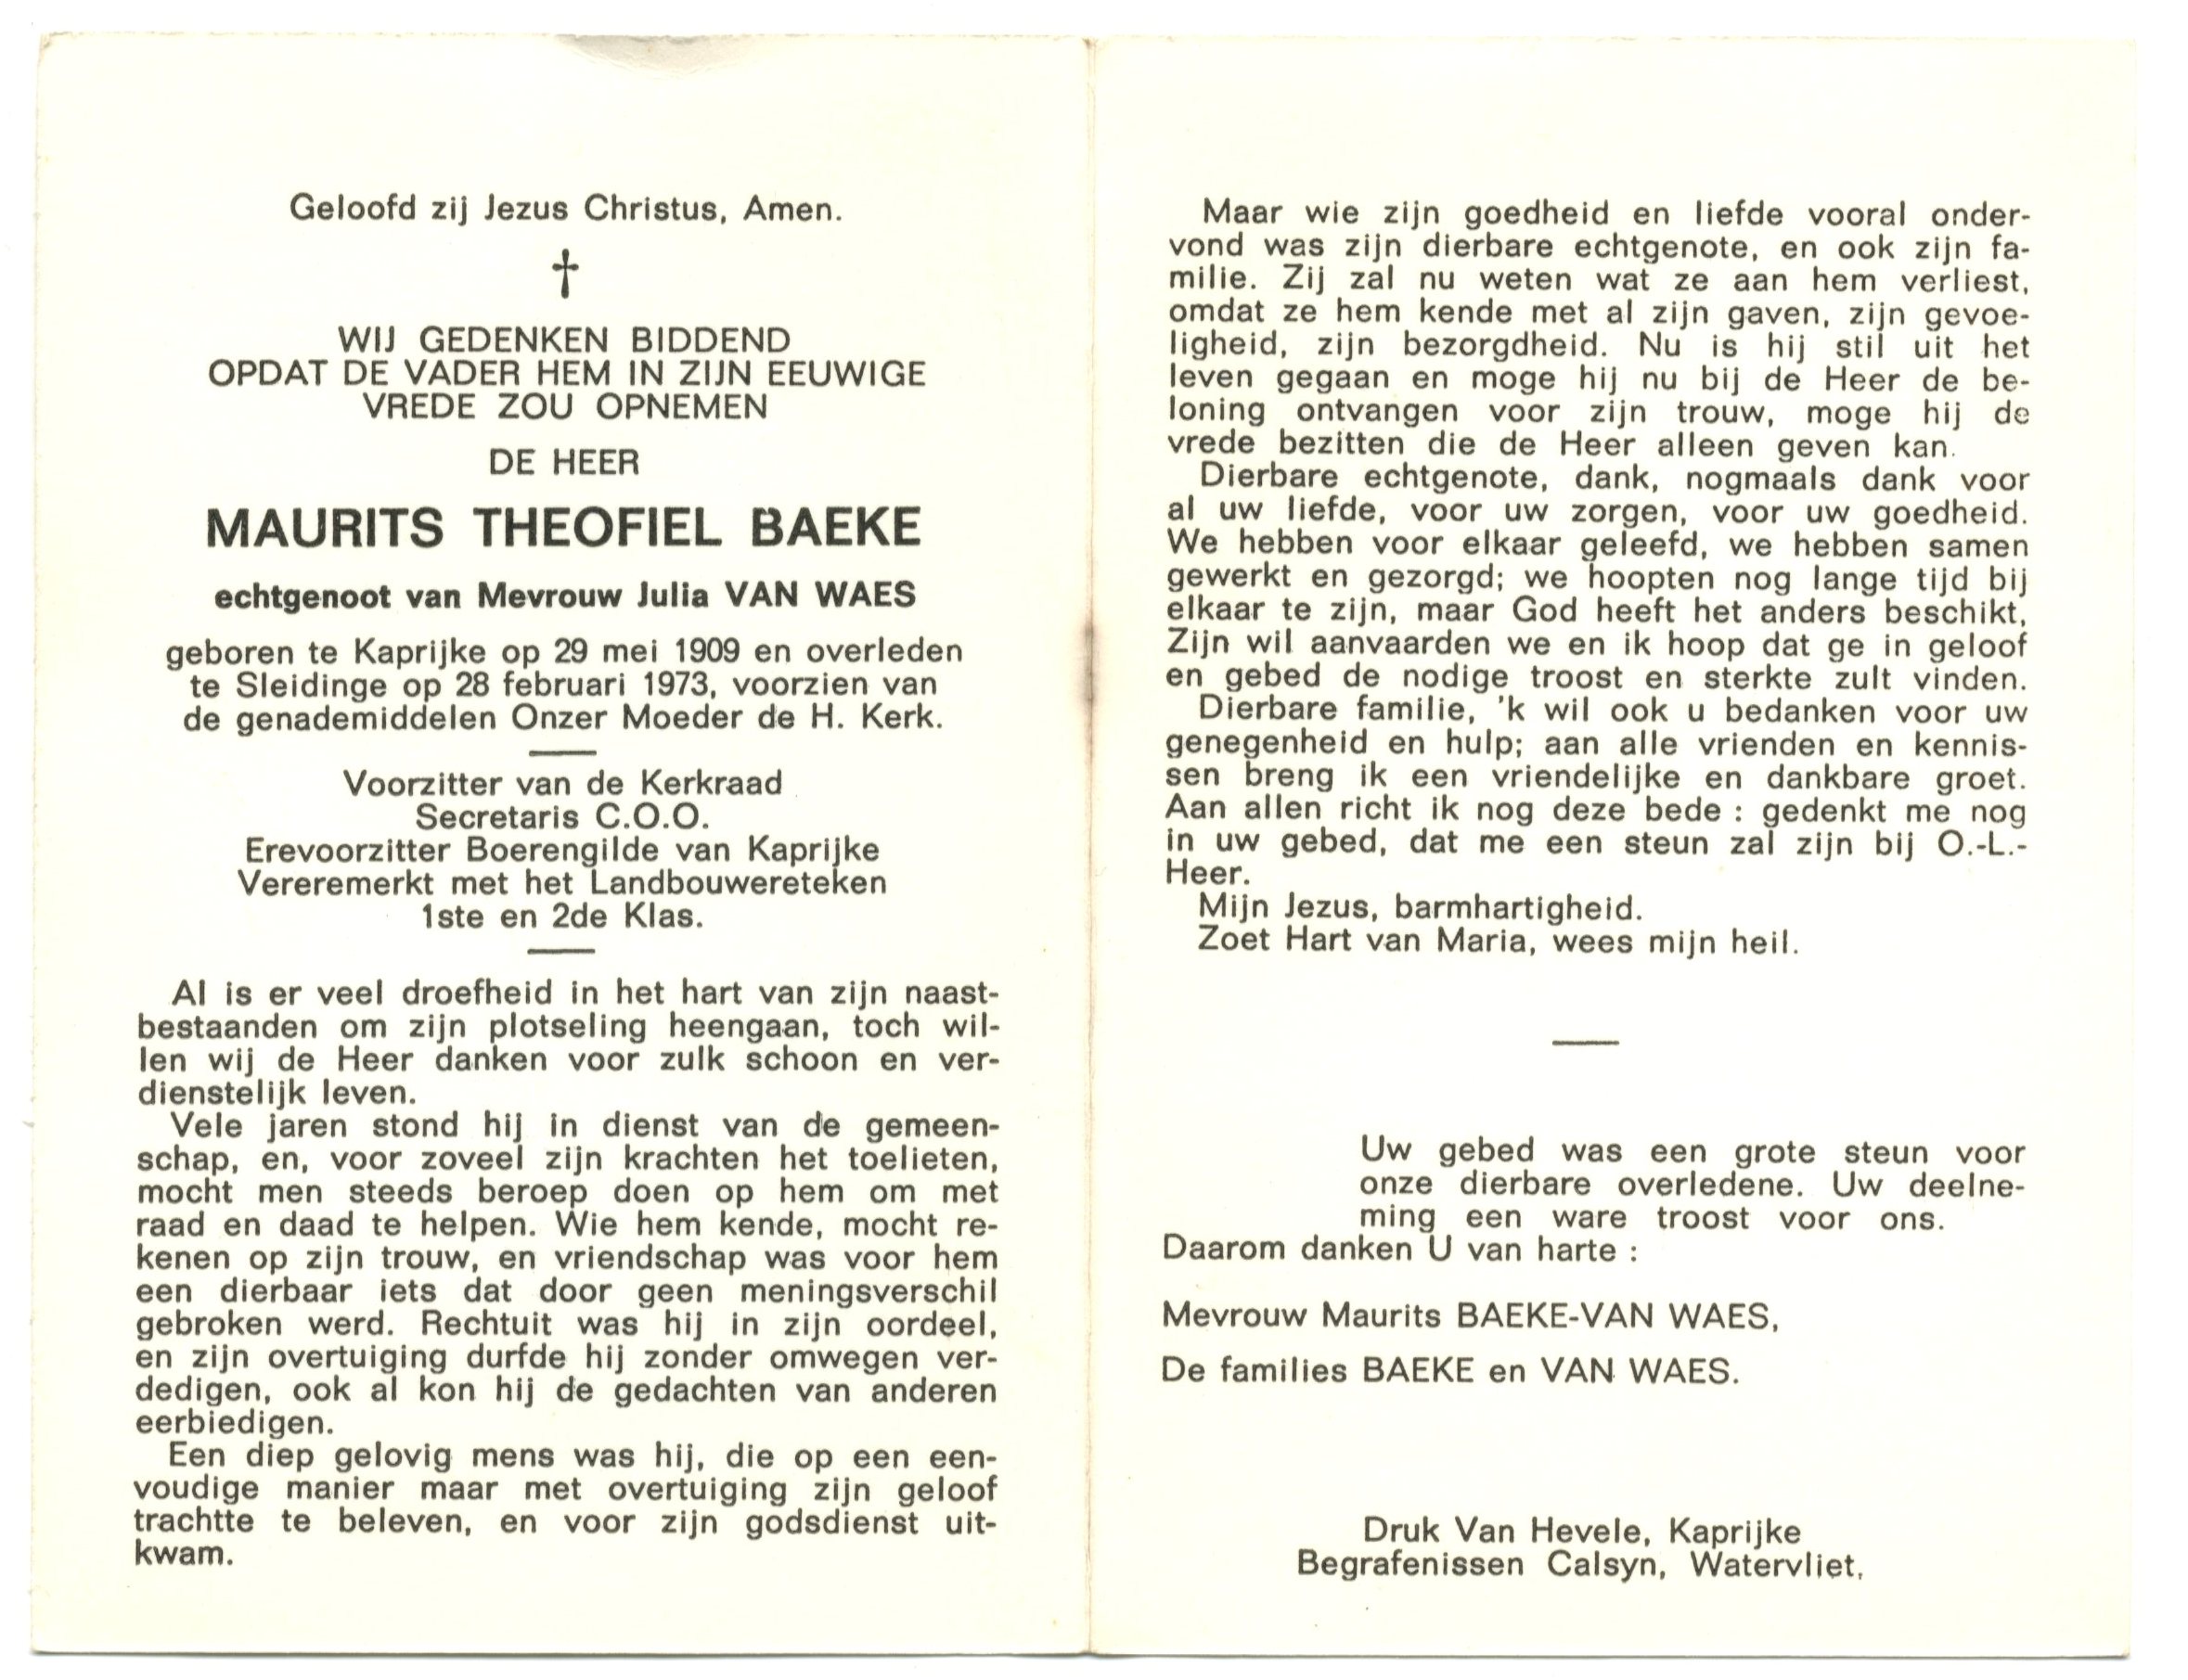 Geloofd zij Jezus Christus, Amen.
†
WIJ GEDENKEN BIDDEND
OPDAT DE VADER HEM IN ZIJN EEUWIGE
VREDE ZOU OPNEMEN
DE HEER
MAURITS THEOFIEL BAEKE
echtgenoot van Mevrouw Julia VAN WAES
geboren te Kaprijke op 29 mei 1909 en overleden
te Sleidinge op 28 februari 1973, voorzien van
de genademiddelen Onzer Moeder de H. Kerk.
Voorzitter van de Kerkraad
Secretaris C.O.O.
Erevoorzitter Boerengilde van Kaprijke
Vereremerkt met het Landbouwereteken
1ste en 2de Klas.
Al is er veel droefheid in het hart van zijn naast-
bestaanden om zijn plotseling heengaan, toch wil-
len wij de Heer danken voor zulk schoon en ver-
dienstelijk leven.
Vele jaren stond hij in dienst van de gemeen-
schap, en, voor zoveel zijn krachten het toelieten,
mocht men steeds beroep doen op hem om met
raad en daad te helpen. Wie hem kende, mocht re-
kenen op zijn trouw, en vriendschap was voor hem
een dierbaar iets dat door geen meningsverschil
gebroken werd. Rechtuit was hij in zijn oordeel,
en zijn overtuiging durfde hij zonder omwegen ver-
dedigen, ook al kon hij de gedachten van anderen
eerbiedigen.
Een diep gelovig mens was hij, die op een een-
voudige manier maar met overtuiging zijn geloof
trachtte te beleven, en voor zijn godsdienst uit-
kwam.
Maar wie zijn goedheid en liefde vooral onder-
vond was zijn dierbare echtgenote, en ook zijn fa-
milie. Zij zal nu weten wat ze aan hem verliest,
omdat ze hem kende met al zijn gaven, zijn gevoe-
ligheid, zijn bezorgdheid. Nu is hij stil uit het
leven gegaan en moge hij nu bij de Heer de be-
loning ontvangen voor zijn trouw, moge hij de
vrede bezitten die de Heer alleen geven kan.
Dierbare echtgenote, dank, nogmaals dank voor
al uw liefde, voor uw zorgen, voor uw goedheid.
We hebben voor elkaar geleefd, we hebben samen
gewerkt en gezorgd; we hoopten nog lange tijd bij
elkaar te zijn, maar God heeft het anders beschikt,
Zijn wil aanvaarden we en ik hoop dat ge in geloof
en gebed de nodige troost en sterkte zult vinden.
Dierbare familie, 'k wil ook u bedanken voor uw
genegenheid en hulp; aan alle vrienden en kennis-
sen breng ik een vriendelijke en dankbare groet.
Aan allen richt ik nog deze bede : gedenkt me nog
in uw gebed, dat me een steun zal zijn bij O.-L.-
Heer.
Mijn Jezus, barmhartigheid.
Zoet Hart van Maria, wees mijn heil.
Uw gebed was een grote steun voor
onze dierbare overledene. Uw deelne-
ming een ware troost voor ons.
Daarom danken U van harte :
Mevrouw Maurits BAEKE-VAN WAES,
De families BAEKE en VAN WAES.
Druk Van Hevele, Kaprijke
Begrafenissen Calsyn, Watervliet.